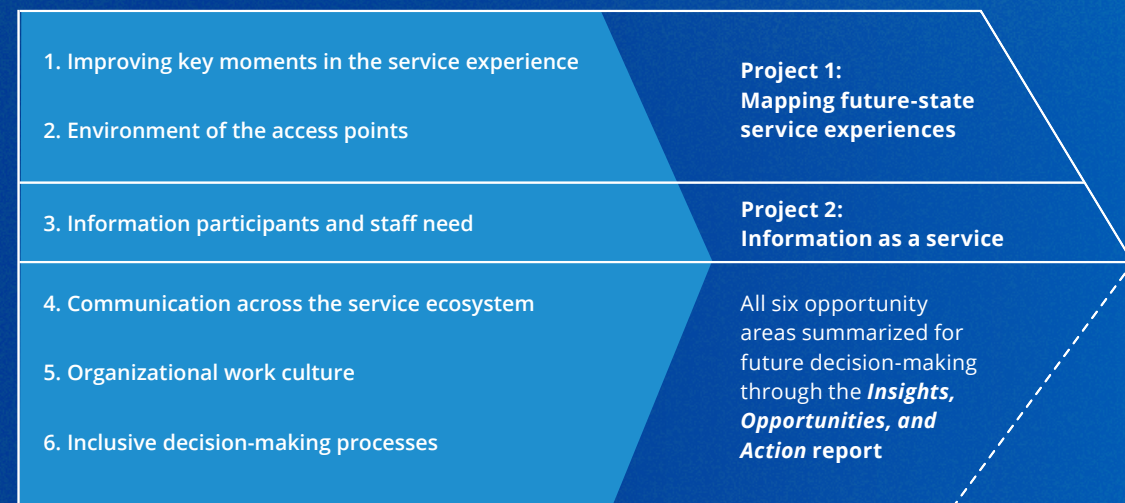 1. Improving key moments in the service experience
2. Environment of the access points
Project 1:
Mapping future-state
service experiences
3. Information participants and staff need
Project 2:
Information as a service
4. Communication across the service ecosystem
5. Organizational work culture
6. Inclusive decision-making processes
All six opportunity
areas summarized for
future decision-making
through the Insights,
Opportunities, and
Action report